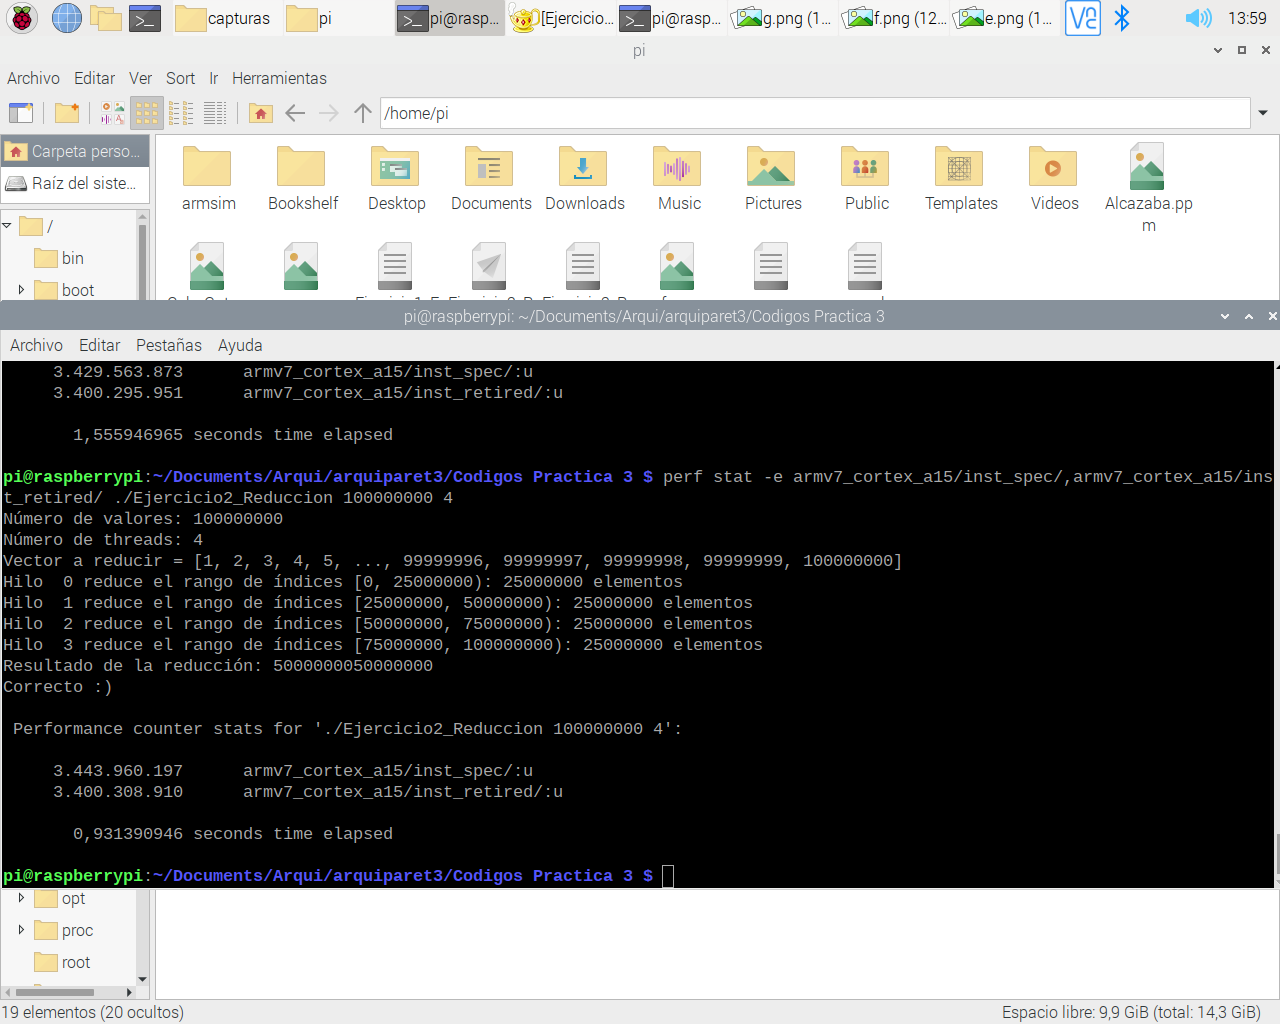 capturas
pi
pi@rasp...
[Ejercicio...
pi@rasp...
g.png (1...
f.png (12...
e.png (1...
13:59
pi
Archivo Editar Ver Sort Ir Herramientas
/home/pi
Carpeta perso...
Raíz del siste...
/
bin
boot
armsim
Bookshelf
Desktop
Documents
Downloads
Music
Pictures
Public
Templates
Videos
Alcazaba.pp
m
pi@raspberrypi: ~/Documents/Arqui/arquiparet3/Codigos Practica 3
Archivo Editar Pestañas Ayuda
3.429.563.873 armv7_cortex_a15/inst_spec/:u
3.400.295.951 armv7_cortex_a15/inst_retired/:u
1,555946965 seconds time elapsed
pi@raspberrypi:~/Documents/Arqui/arquiparet3/Codigos Practica 3 $ perf stat -e armv7_cortex_a15/inst_spec/,armv7_cortex_a15/ins
t_retired/ ./Ejercicio2_Reduccion 100000000 4
Número de valores: 100000000
Número de threads: 4
Vector a reducir = [1, 2, 3, 4, 5, ..., 99999996, 99999997, 99999998, 99999999, 100000000]
Hilo  0 reduce el rango de índices [0, 25000000): 25000000 elementos
Hilo  1 reduce el rango de índices [25000000, 50000000): 25000000 elementos
Hilo  2 reduce el rango de índices [50000000, 75000000): 25000000 elementos
Hilo  3 reduce el rango de índices [75000000, 100000000): 25000000 elementos
Resultado de la reducción: 5000000050000000
Correcto :)
Performance counter stats for './Ejercicio2_Reduccion 100000000 4':
3.443.960.197 armv7_cortex_a15/inst_spec/:u
3.400.308.910 armv7_cortex_a15/inst_retired/:u
0,931390946 seconds time elapsed
pi@raspberrypi:~/Documents/Arqui/arquiparet3/Codigos Practica 3 $
opt
proc
root
19 elementos (20 ocultos)
Espacio libre: 9,9 GiB (total: 14,3 GiB)